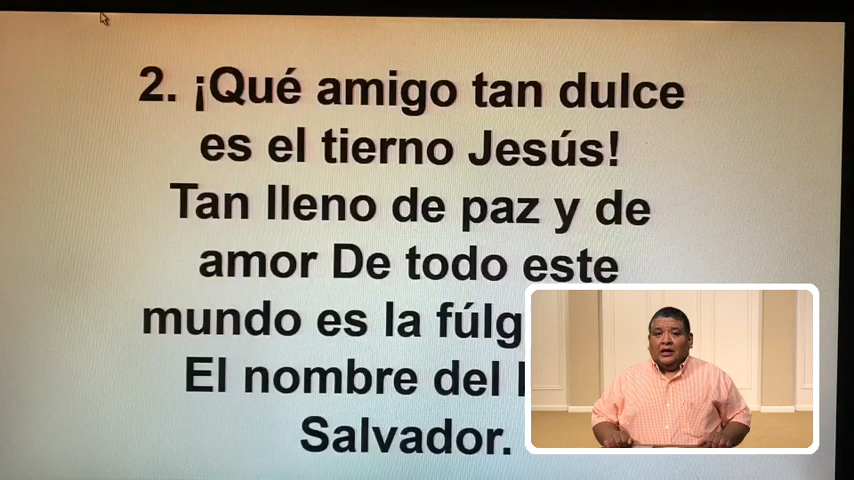 2. ¡Qué amigo tan dulce
es el tierno Jesús!
Tan lleno de paz y de
amor De todo este
mundo es la
El nombre del
Salvador.